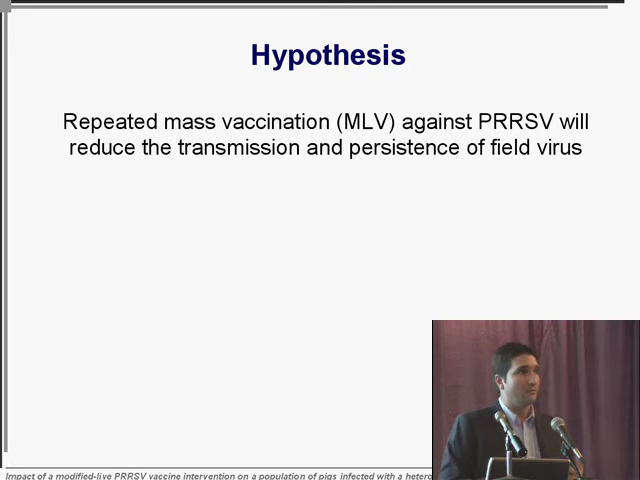 Hypothesis
Repeated mass vaccination (MLV) against PRRSV will
reduce the transmission and persistence of field virus
Impact of a modified-live PRRSV vaccine intervention on a population of pigs infected with a hetero